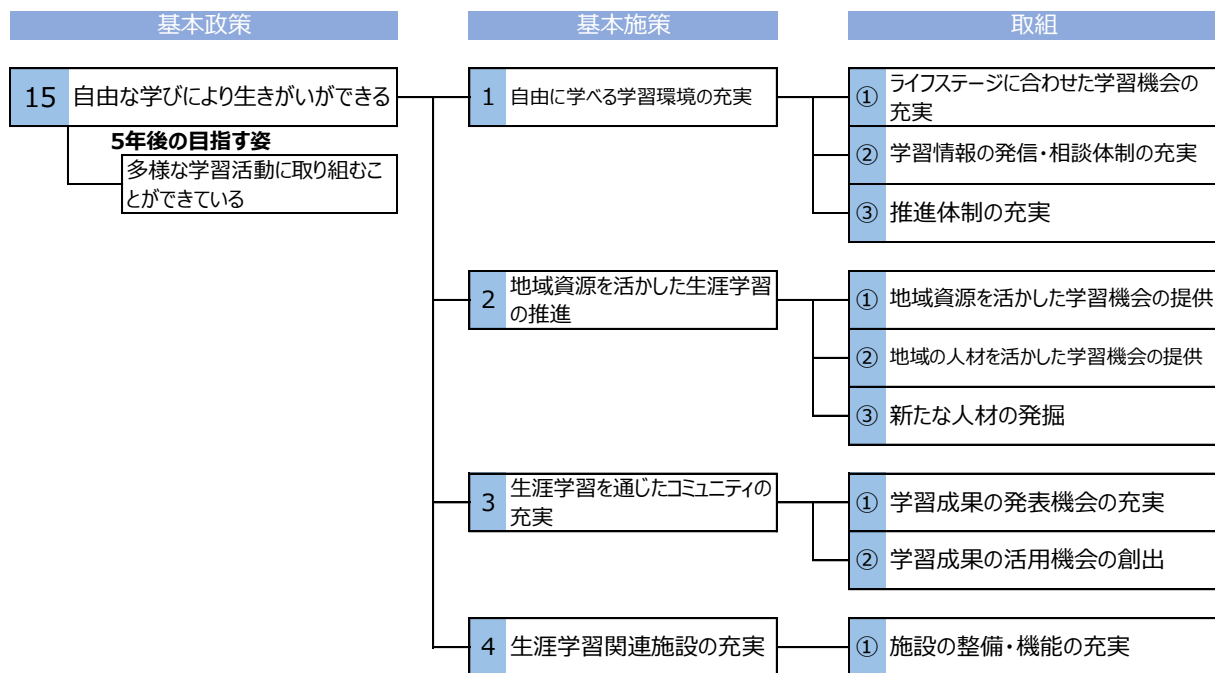 基本政策
基本施策
取組
15 自由な学びにより生きがいができる
5年後の目指す姿
多様な学習活動に取り組むこ
とができている
1 自由に学べる学習環境の充実
① ライフステージに合わせた学習機会の
充実
② 学習情報の発信・相談体制の充実
③ 推進体制の充実
2 地域資源を活かした生涯学習
の推進
① 地域資源を活かした学習機会の提供
② 地域の人材を活かした学習機会の提供
③ 新たな人材の発掘
3 生涯学習を通じたコミュニティの
充実
① 学習成果の発表機会の充実
② 学習成果の活用機会の創出
4 生涯学習関連施設の充実
① 施設の整備・機能の充実